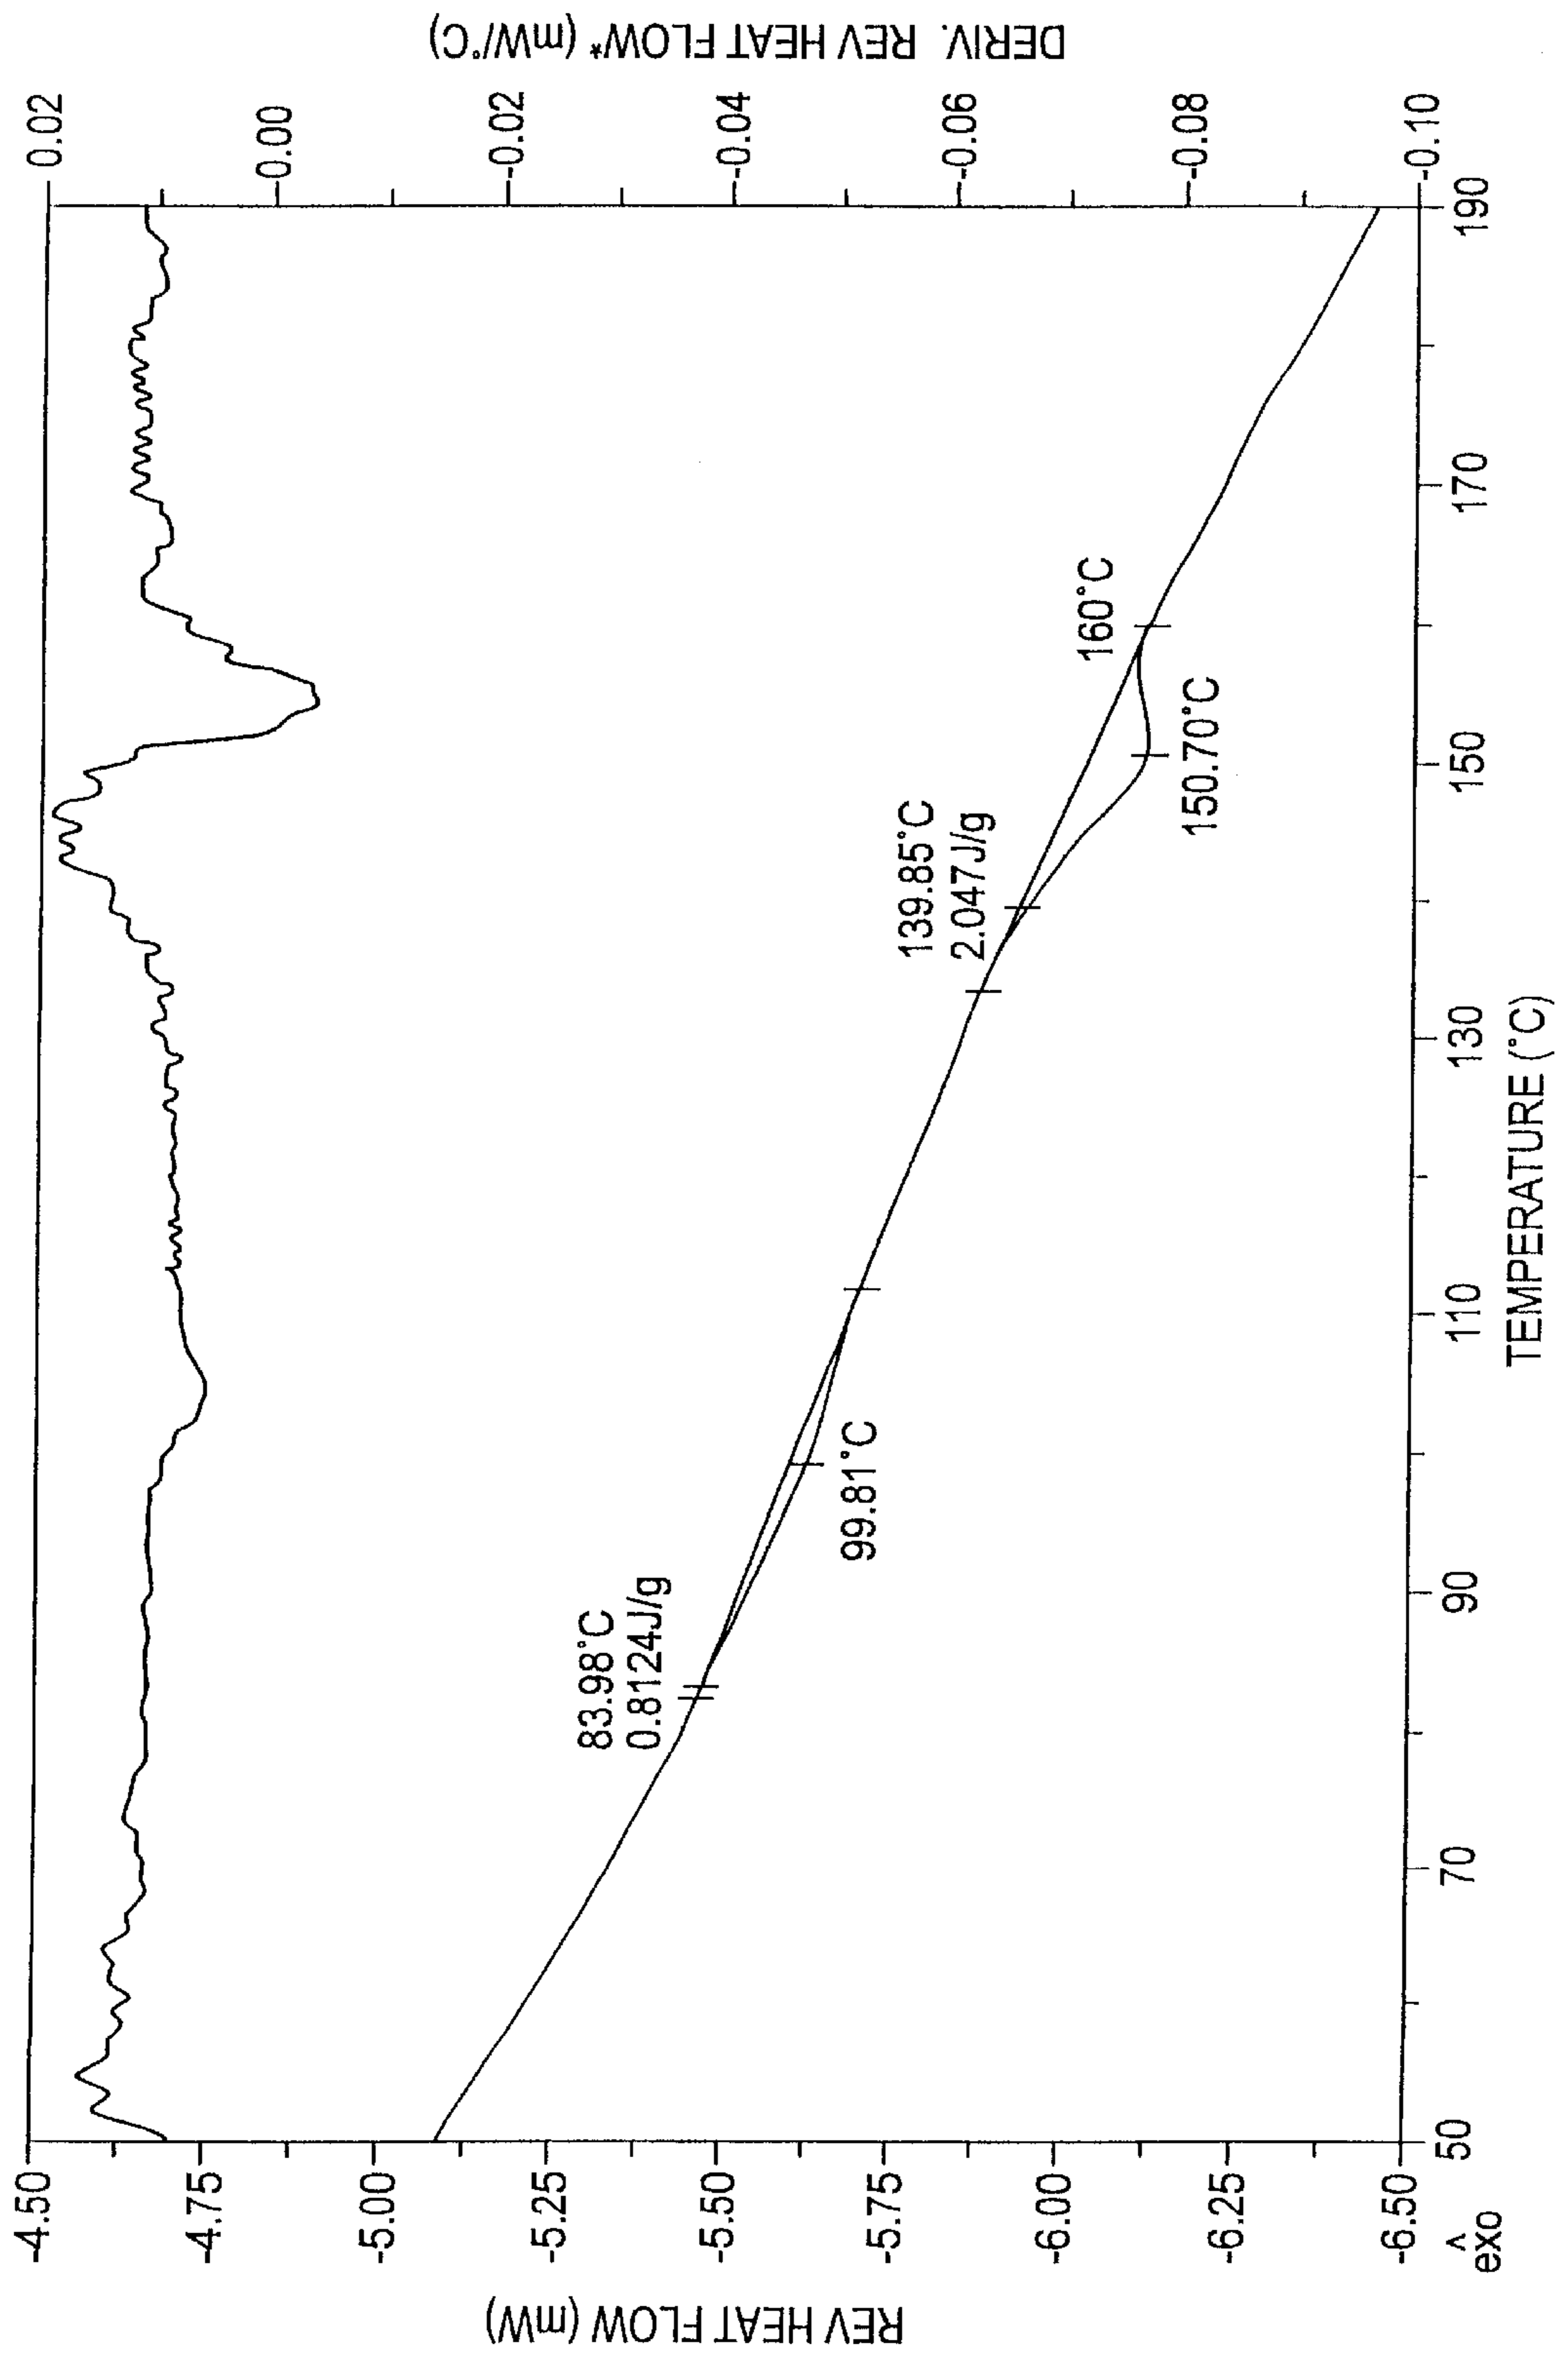 REV HEAT FLOW (mW)
-4.50
-4.75
-5.00
-5.25
-5.50
-5.75
-6.00
-6.25
-6.50
^
exo
83.98°C
0.8124J/g
99.81°C
139.85°C
2.047J/g
150.70°C
160°C
50
70
90
110
130
150
170
190
TEMPERATURE (°C)
0.02
0.00
-0.02
-0.04
-0.06
-0.08
-0.10
DERIV. REV HEAT FLOW* (mW/°C)